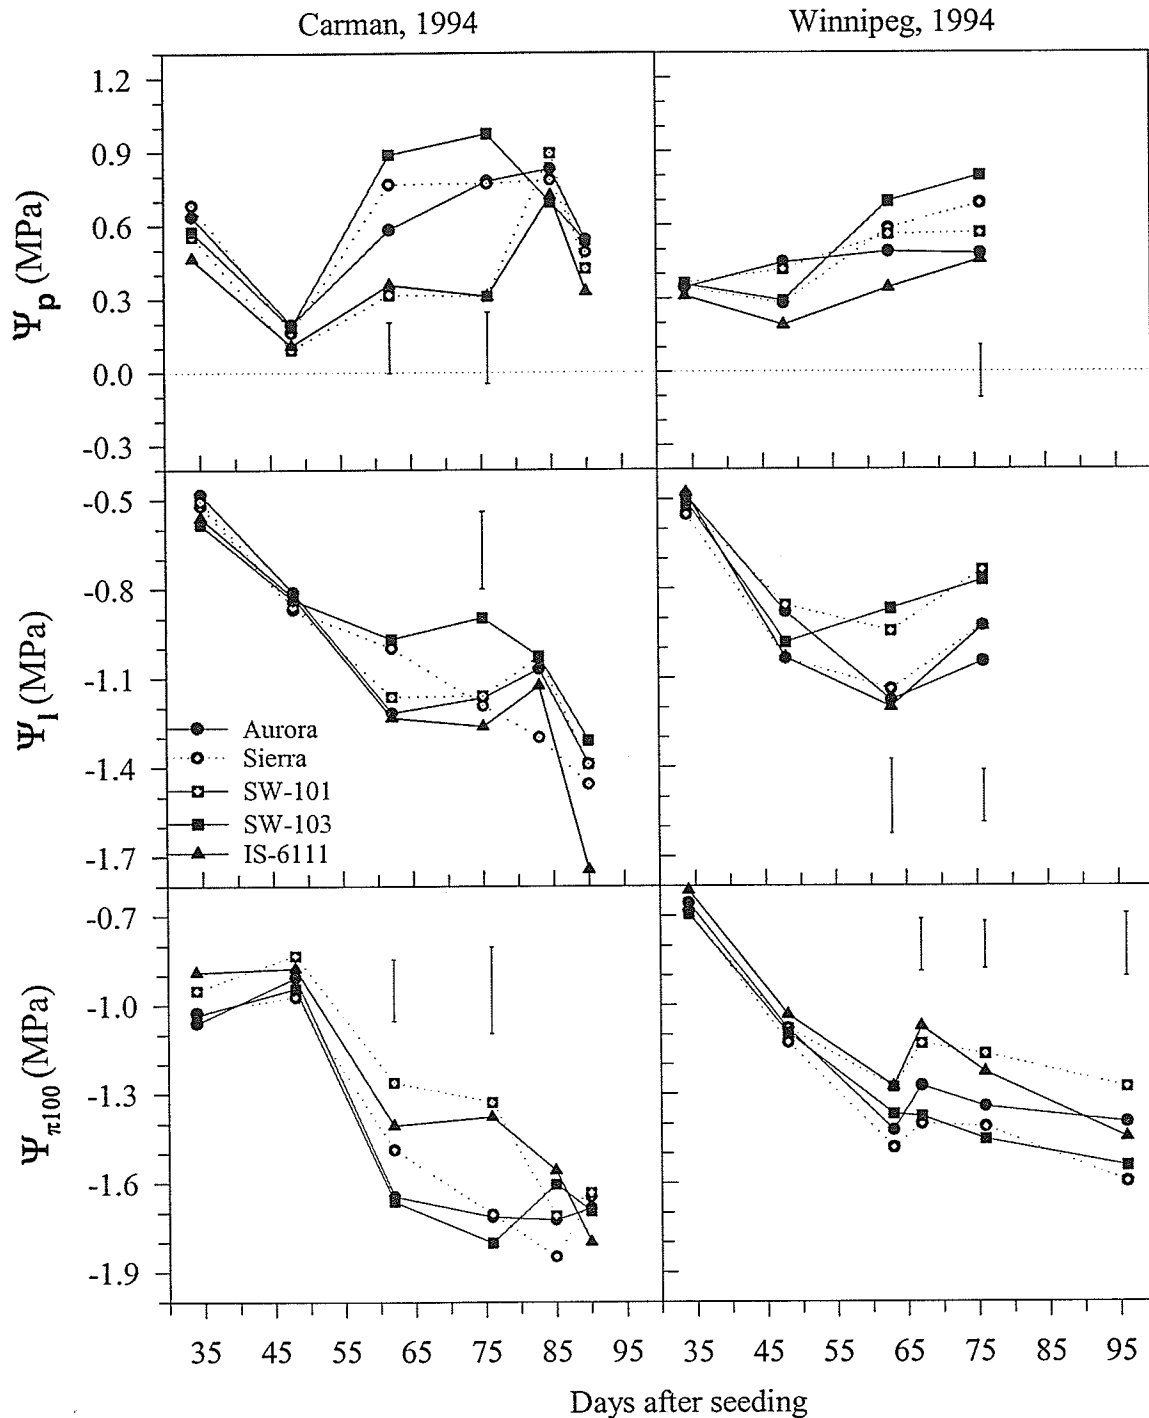 Carman, 1994
Winnipeg, 1994
Ψp (MPa)
1.2
0.9
0.6
0.3
0.0
-0.3
Ψl (MPa)
-0.5
-0.8
-1.1
-1.4
-1.7
Aurora
Sierra
SW-101
SW-103
IS-6111
Ψπ100 (MPa)
-0.7
-1.0
-1.3
-1.6
-1.9
35 45 55 65 75 85 95
35 45 55 65 75 85 95
Days after seeding